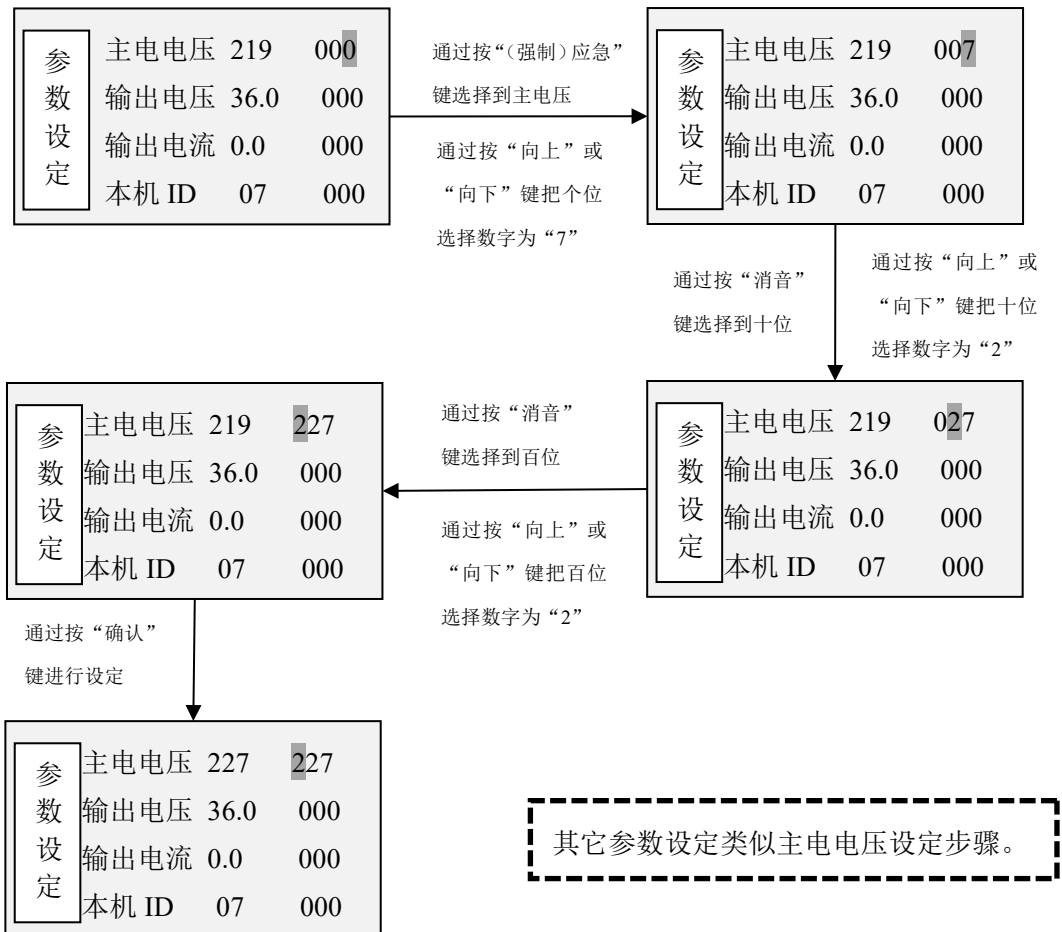 参数设定
主电电压 219 000
输出电压 36.0 000
输出电流 0.0 000
本机 ID 07 000
通过按“(强制)应急”
键选择到主电压
通过按“向上”或
“向下”键把个位
选择数字为“7”
参数设定
主电电压 219 007
输出电压 36.0 000
输出电流 0.0 000
本机 ID 07 000
通过按“消音”
键选择到十位
通过按“向上”或
“向下”键把十位
选择数字为“2”
参数设定
主电电压 219 027
输出电压 36.0 000
输出电流 0.0 000
本机 ID 07 000
通过按“消音”
键选择到百位
通过按“向上”或
“向下”键把百位
选择数字为“2”
参数设定
主电电压 219 227
输出电压 36.0 000
输出电流 0.0 000
本机 ID 07 000
通过按“确认”
键进行设定
参数设定
主电电压 227 227
输出电压 36.0 000
输出电流 0.0 000
本机 ID 07 000
其它参数设定类似主电电压设定步骤。